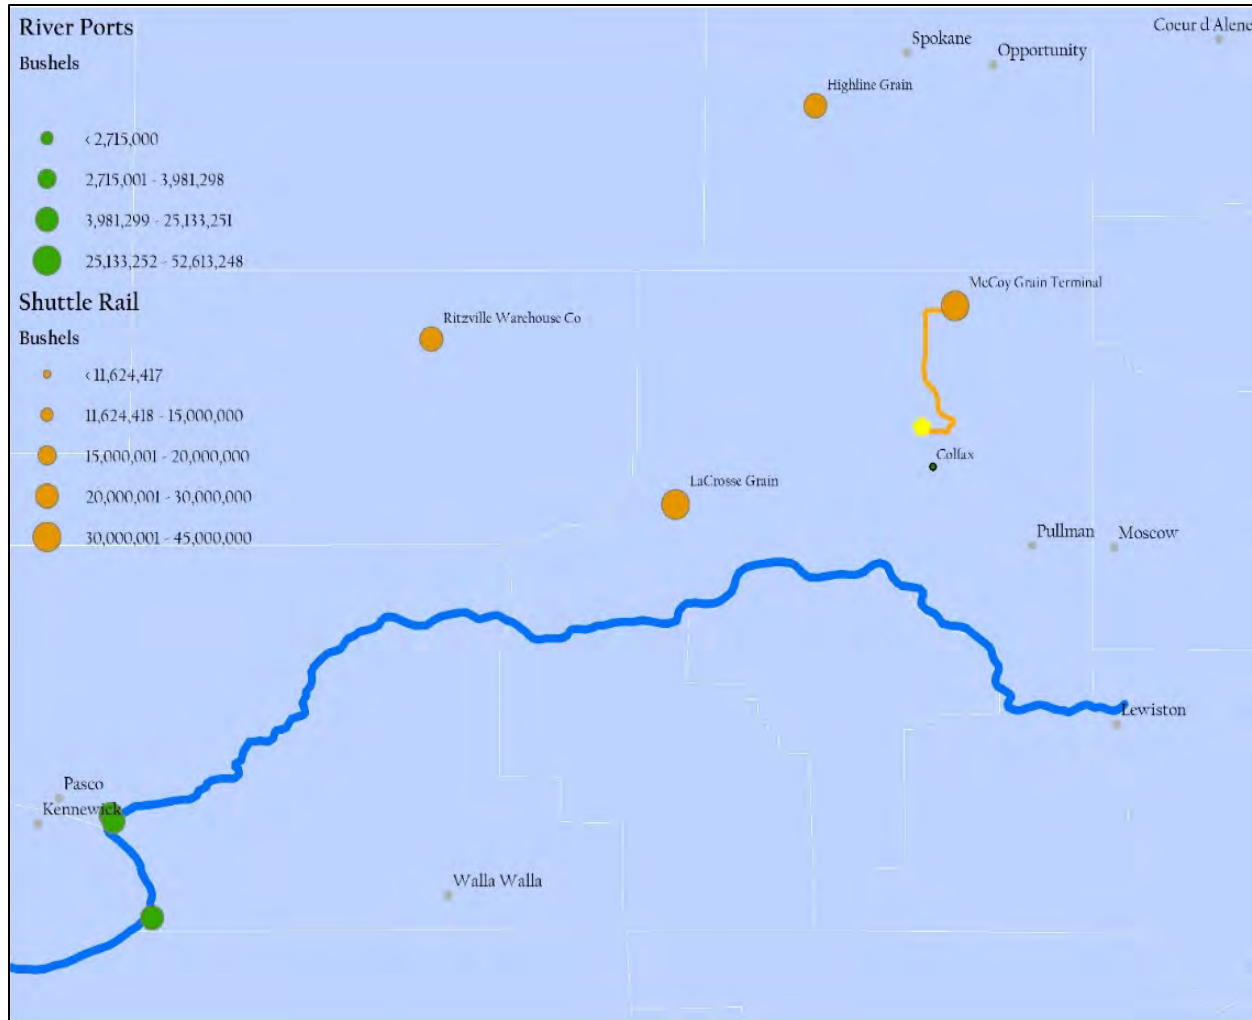 River Ports
Bushels
< 2,715,000
2,715,001 - 3,981,298
3,981,299 - 25,133,251
25,133,252 - 52,613,248
Shuttle Rail
Bushels
< 11,624,417
11,624,418 - 15,000,000
15,000,001 - 20,000,000
20,000,001 - 30,000,000
30,000,001 - 45,000,000
Coeur d Alene
Spokane
Opportunity
Highline Grain
McCoy Grain Terminal
Ritzville Warehouse Co
Colfax
LaCrosse Grain
Pullman
Moscow
Lewiston
Pasco
Kennewick
Walla Walla